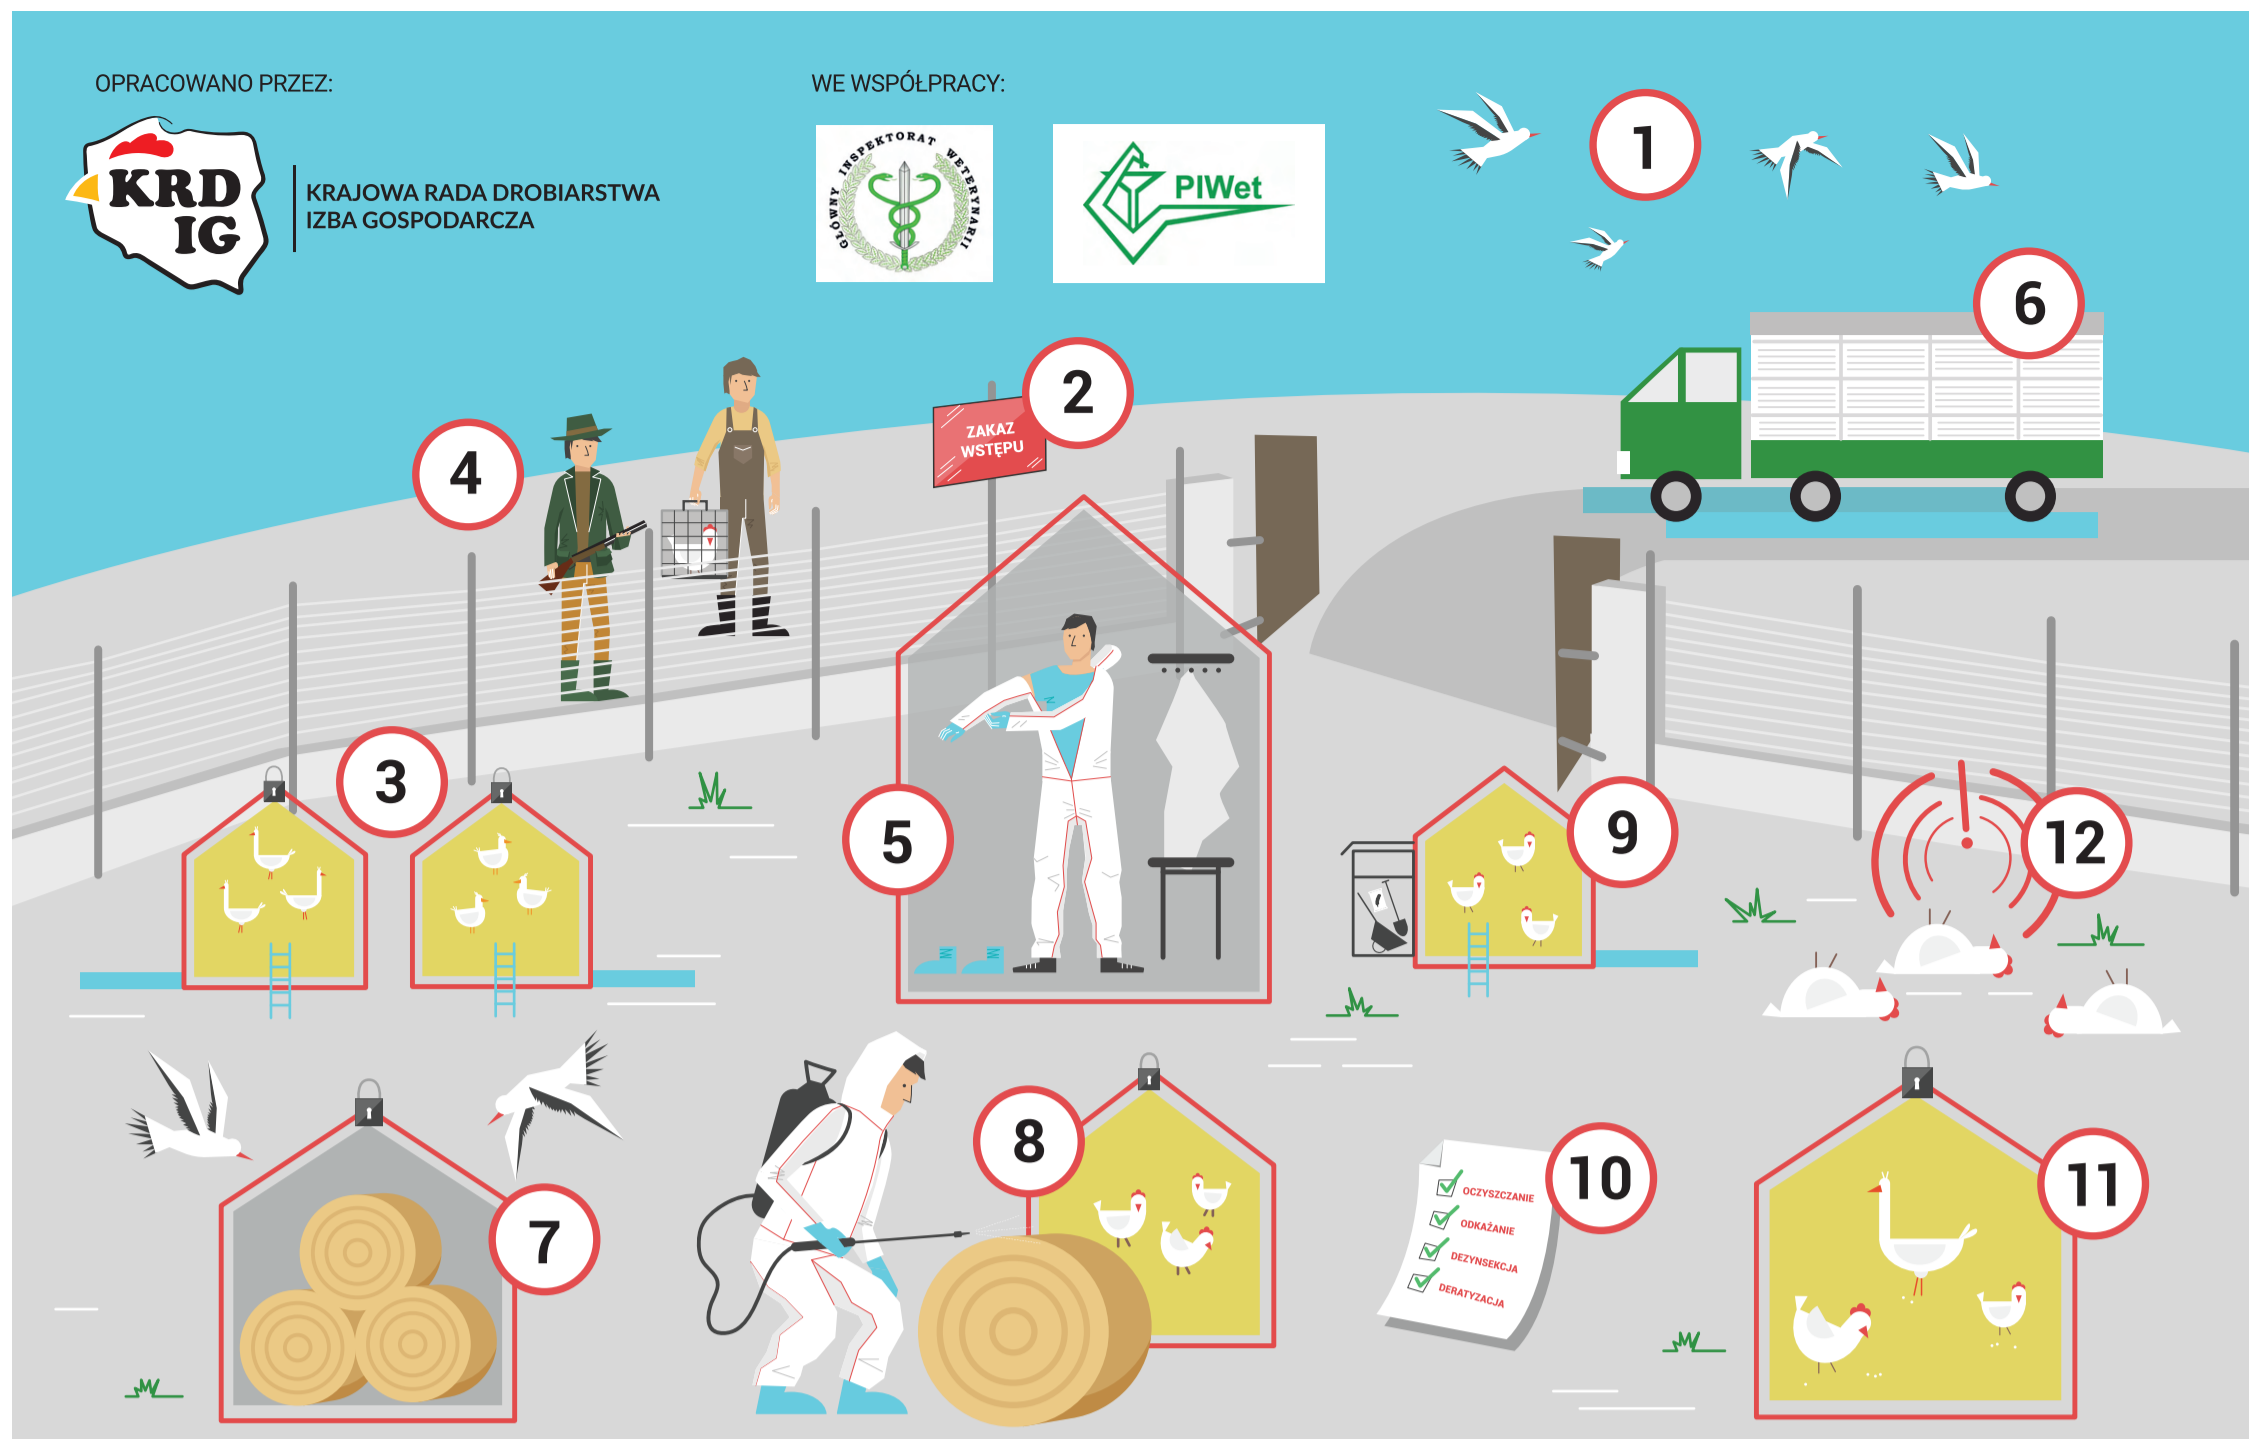 OPRACOWANO PRZEZ:
WE WSPÓŁPRACY:
KRD
IG
KRAJOWA RADA DROBIARSTWA
IZBA GOSPODARCZA
GŁÓWNY INSPEKTORAT WETERYNARII
PIWet
1
6
2
ZAKAZ
WSTĘPU
4
3
5
9
12
7
8
10
OCZYSZCZANIE
ODKAŻANIE
DEZYNSEKCJA
DERATYZACJA
11